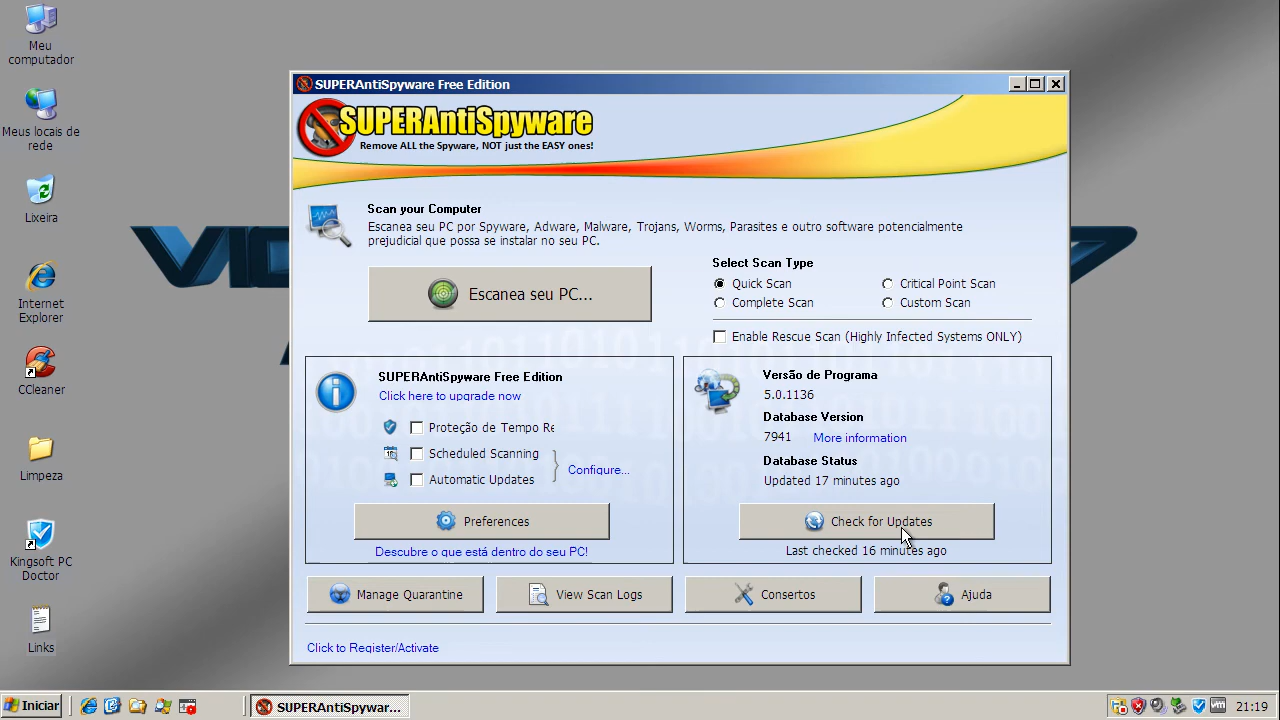 Meu
computador
Meus locais de
rede
Lixeira
Internet
Explorer
CCleaner
Limpeza
Kingsoft PC
Doctor
Links
SUPERAntiSpyware Free Edition
SUPERAntiSpyware
Remove ALL the Spyware, NOT just the EASY ones!
Scan your Computer
Escanea seu PC por Spyware, Adware, Malware, Trojans, Worms, Parasites e outro software potencialmente
prejudicial que possa se instalar no seu PC.
Escanea seu PC...
Select Scan Type
Quick Scan
Critical Point Scan
Complete Scan
Custom Scan
Enable Rescue Scan (Highly Infected Systems ONLY)
SUPERAntiSpyware Free Edition
Click here to upgrade now
Proteção de Tempo Re
Scheduled Scanning
Automatic Updates
Configure...
Preferences
Descubre o que está dentro do seu PC!
Versão de Programa
5.0.1136
Database Version
7941 More information
Database Status
Updated 17 minutes ago
Check for Updates
Last checked 16 minutes ago
Manage Quarantine
View Scan Logs
Consertos
Ajuda
Click to Register/Activate
Iniciar
SUPERAntiSpywar...
21:19